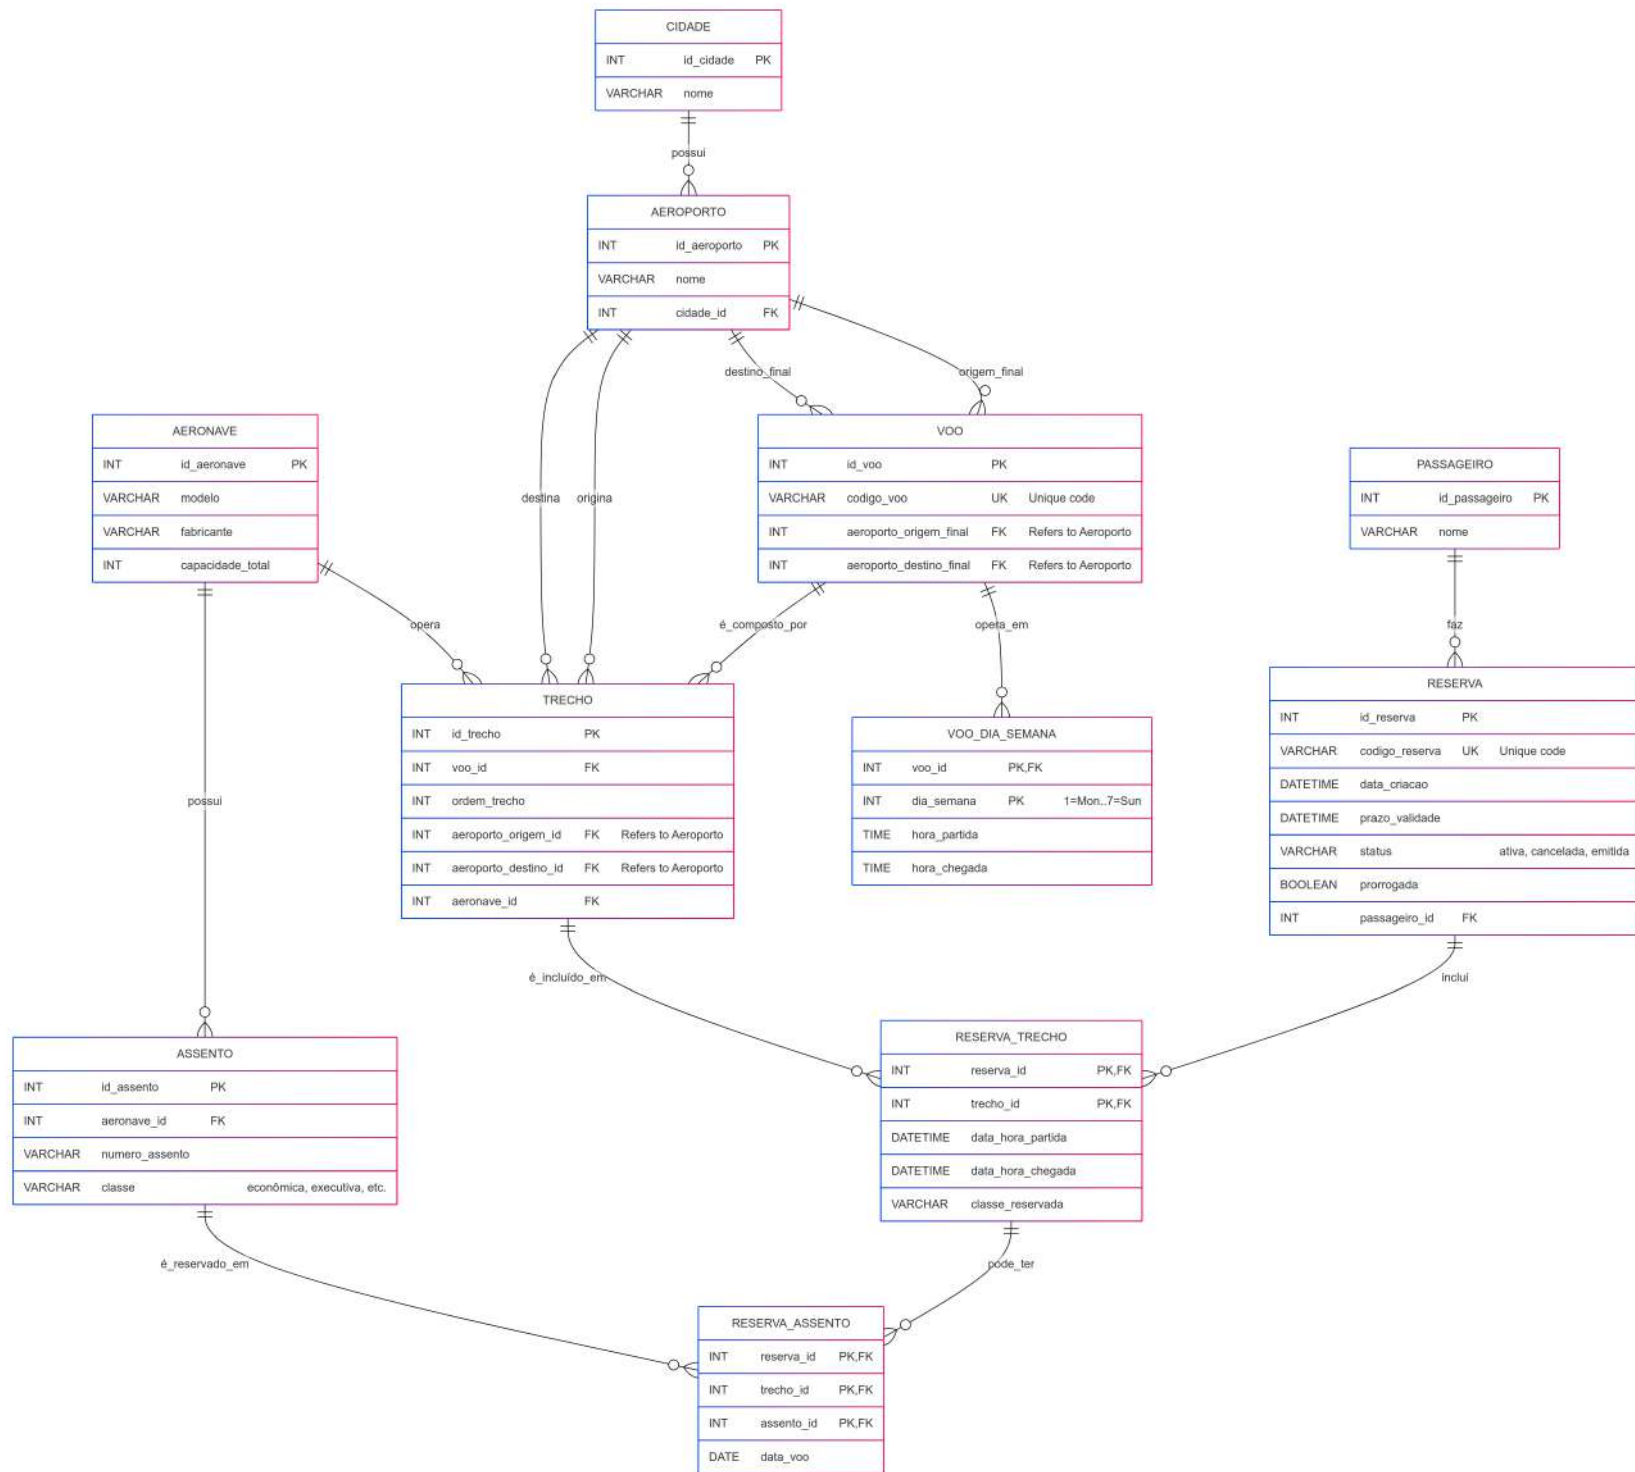 CIDADE
INT id_cidade PK
VARCHAR nome
possui
AEROPORTO
INT id_aeroporto PK
VARCHAR nome
INT cidade_id FK
destino_final
origem_final
destina
origina
AERONAVE
INT id_aeronave PK
VARCHAR modelo
VARCHAR fabricante
INT capacidade_total
VOO
INT id_voo PK
VARCHAR codigo_voo UK Unique code
INT aeroporto_origem_final FK Refers to Aeroporto
INT aeroporto_destino_final FK Refers to Aeroporto
PASSAGEIRO
INT id_passageiro PK
VARCHAR nome
opera
é_composto_por
opera_em
faz
TRECHO
INT id_trecho PK
INT voo_id FK
INT ordem_trecho
INT aeroporto_origem_id FK Refers to Aeroporto
INT aeroporto_destino_id FK Refers to Aeroporto
INT aeronave_id FK
VOO_DIA_SEMANA
INT voo_id PK,FK
INT dia_semana PK 1=Mon..7=Sun
TIME hora_partida
TIME hora_chegada
RESERVA
INT id_reserva PK
VARCHAR codigo_reserva UK Unique code
DATETIME data_criacao
DATETIME prazo_validade
VARCHAR status ativa, cancelada, emitida
BOOLEAN prorrogada
INT passageiro_id FK
possui
é_incluído_em
inclui
ASSENTO
INT id_assento PK
INT aeronave_id FK
VARCHAR numero_assento
VARCHAR classe econômica, executiva, etc.
RESERVA_TRECHO
INT reserva_id PK,FK
INT trecho_id PK,FK
DATETIME data_hora_partida
DATETIME data_hora_chegada
VARCHAR classe_reservada
é_reservado_em
pode_ter
RESERVA_ASSENTO
INT reserva_id PK,FK
INT trecho_id PK,FK
INT assento_id PK,FK
DATE data_voo